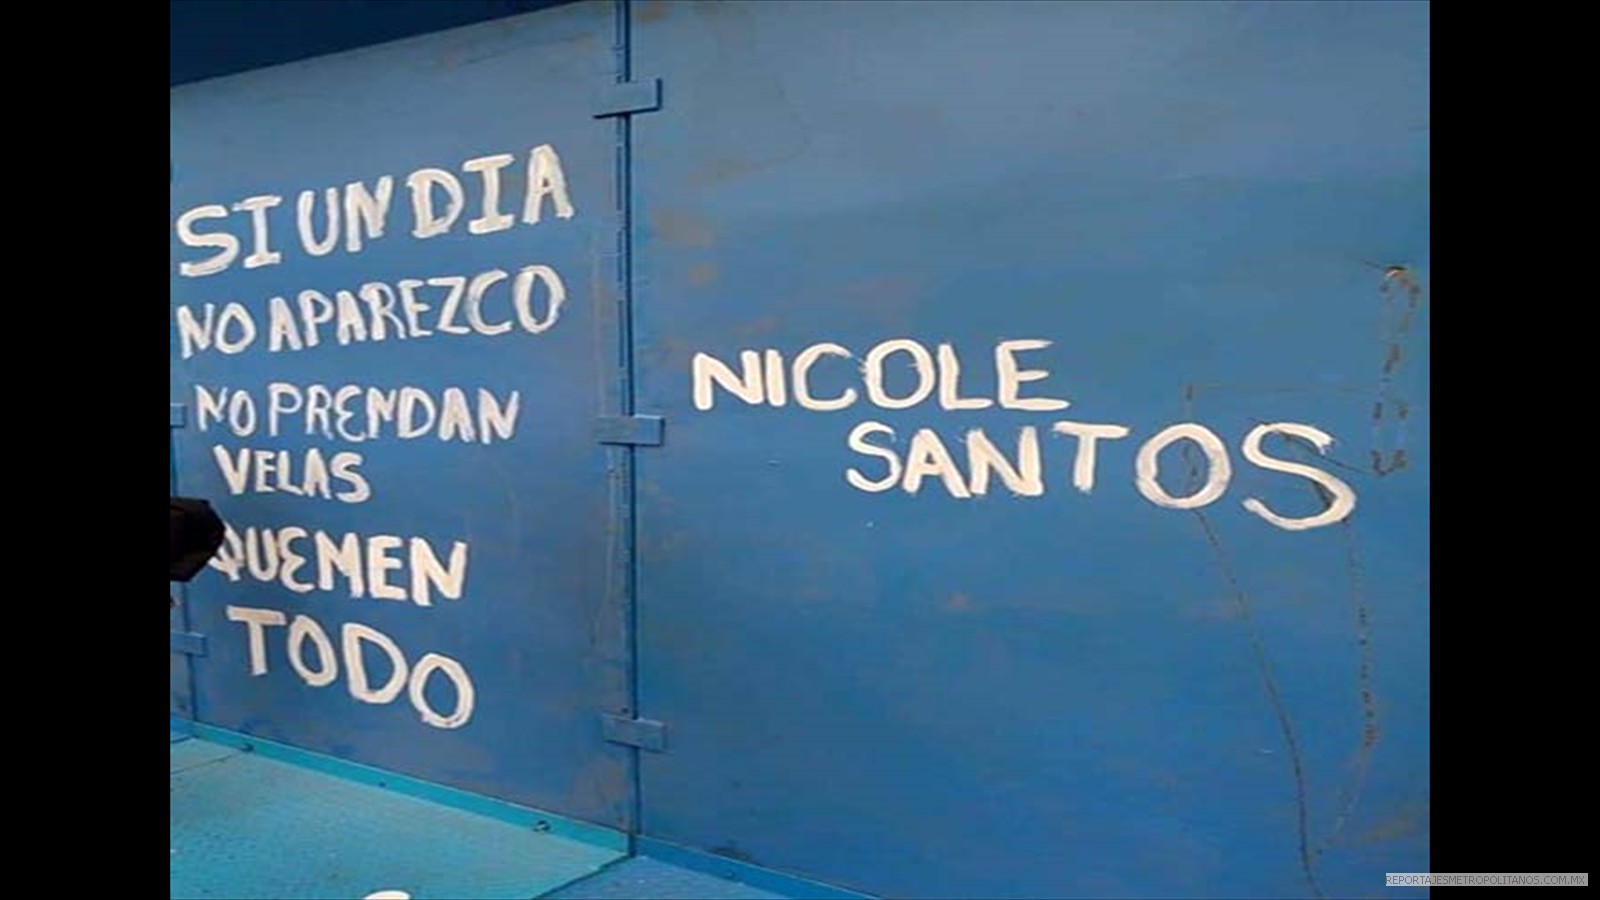 SI UN DIA
NO APAREZCO
NO PRENDAN
VELAS
QUEMEN
TODO
NICOLE
SANTOS
REPORTAJESMETROPOLITANOS.COM.MX